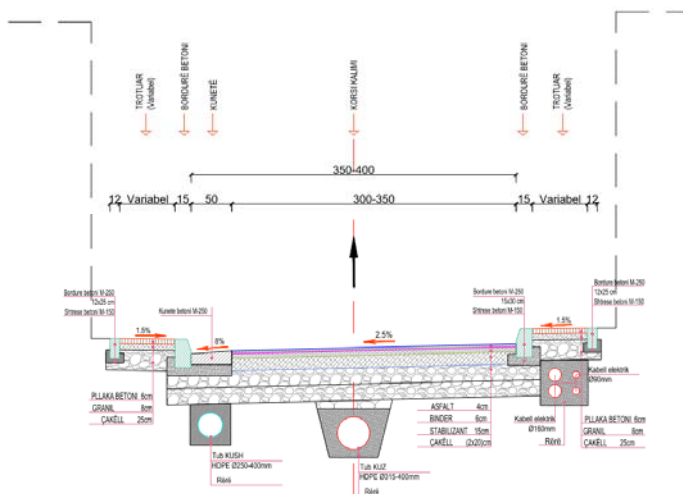 TROTUAR
(Variabel)
BORDURË BETONI
KUNETË
KORSI KALIMI
BORDURË BETONI
TROTUAR
(Variabel)
350-400
12 Variabel 15 50 300-350 15 Variabel 12
Bordure betoni M-250
12x25 cm
Shtrese betoni M-150
Kunete betoni M-250
Bordure betoni M-250
15x30 cm
Shtrese betoni M-150
Bordure betoni M-250
12x25 cm
Shtrese betoni M-150
1.5%
8%
2.5%
1.5%
PLLAKA BETONI 6cm
GRANIL 8cm
ÇAKËLL 25cm
Tub KUSH
HDPE Ø250-400mm
Rërë
Tub KUZ
HDPE Ø315-400mm
Rërë
ASFALT 4cm
BINDER 6cm
STABILIZANT 15cm
ÇAKËLL (2x20)cm
Kabell elektrik
Ø160mm
Rërë
Kabell elektrik
Ø90mm
PLLAKA BETONI 6cm
GRANIL 8cm
ÇAKËLL 25cm